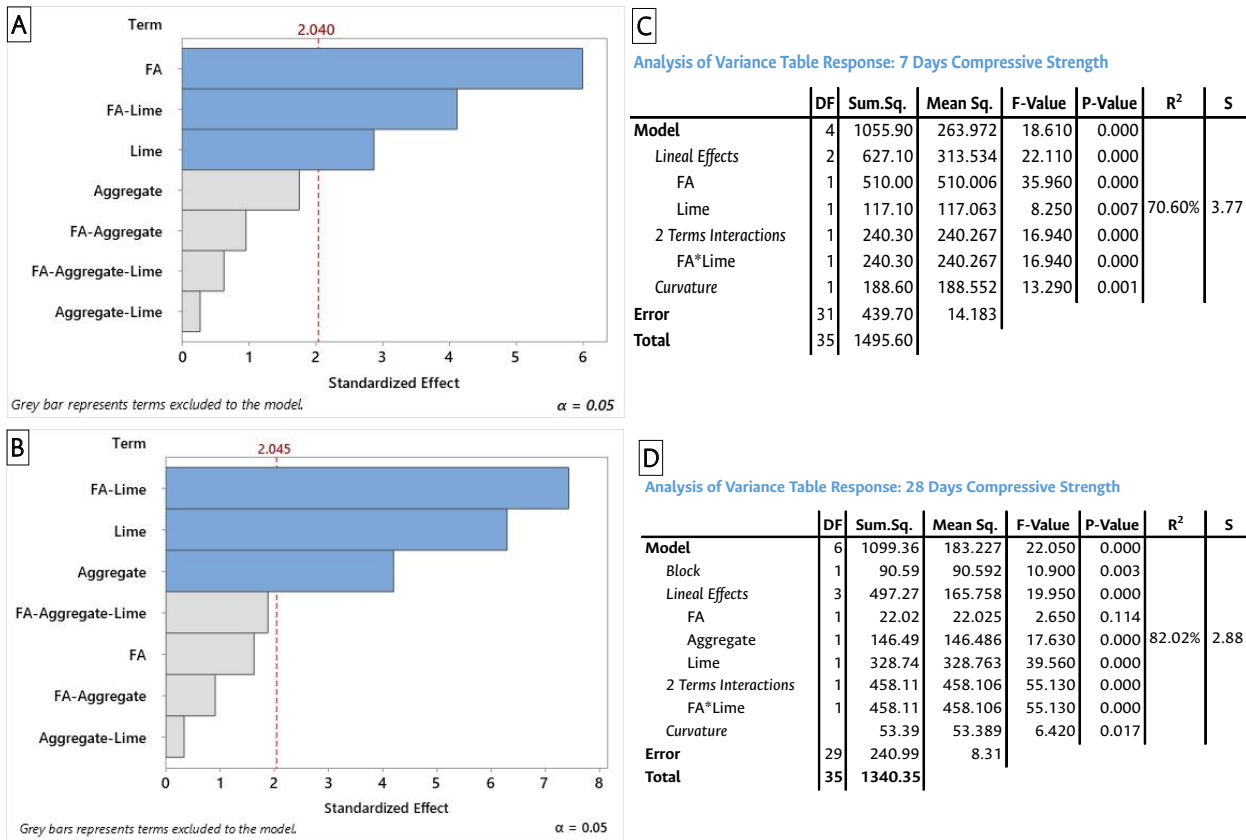 A
Term
2.040
FA
FA-Lime
Lime
Aggregate
FA-Aggregate
FA-Aggregate-Lime
Aggregate-Lime
0 1 2 3 4 5 6
Standardized Effect
Grey bar represents terms excluded to the model.
α = 0.05
B
Term
2.045
FA-Lime
Lime
Aggregate
FA-Aggregate-Lime
FA
FA-Aggregate
Aggregate-Lime
0 1 2 3 4 5 6 7 8
Standardized Effect
Grey bars represents terms excluded to the model.
α = 0.05
C
Analysis of Variance Table Response: 7 Days Compressive Strength
DF Sum.Sq. Mean Sq. F-Value P-Value R² S
Model 4 1055.90 263.972 18.610 0.000
Lineal Effects 2 627.10 313.534 22.110 0.000
FA 1 510.00 510.006 35.960 0.000
Lime 1 117.10 117.063 8.250 0.007 70.60% 3.77
2 Terms Interactions 1 240.30 240.267 16.940 0.000
FA*Lime 1 240.30 240.267 16.940 0.000
Curvature 1 188.60 188.552 13.290 0.001
Error 31 439.70 14.183
Total 35 1495.60
D
Analysis of Variance Table Response: 28 Days Compressive Strength
DF Sum.Sq. Mean Sq. F-Value P-Value R² S
Model 6 1099.36 183.227 22.050 0.000
Block 1 90.59 90.592 10.900 0.003
Lineal Effects 3 497.27 165.758 19.950 0.000
FA 1 22.02 22.025 2.650 0.114
Aggregate 1 146.49 146.486 17.630 0.000 82.02% 2.88
Lime 1 328.74 328.763 39.560 0.000
2 Terms Interactions 1 458.11 458.106 55.130 0.000
FA*Lime 1 458.11 458.106 55.130 0.000
Curvature 53.39 53.389 6.420 0.017
Error 29 240.99 8.31
Total 35 1340.35